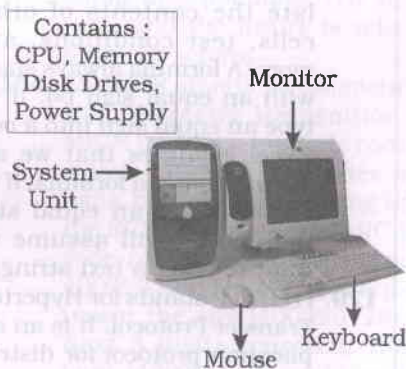 Contains :
CPU, Memory
Disk Drives,
Power Supply
Monitor
System
Unit
Keyboard
Mouse